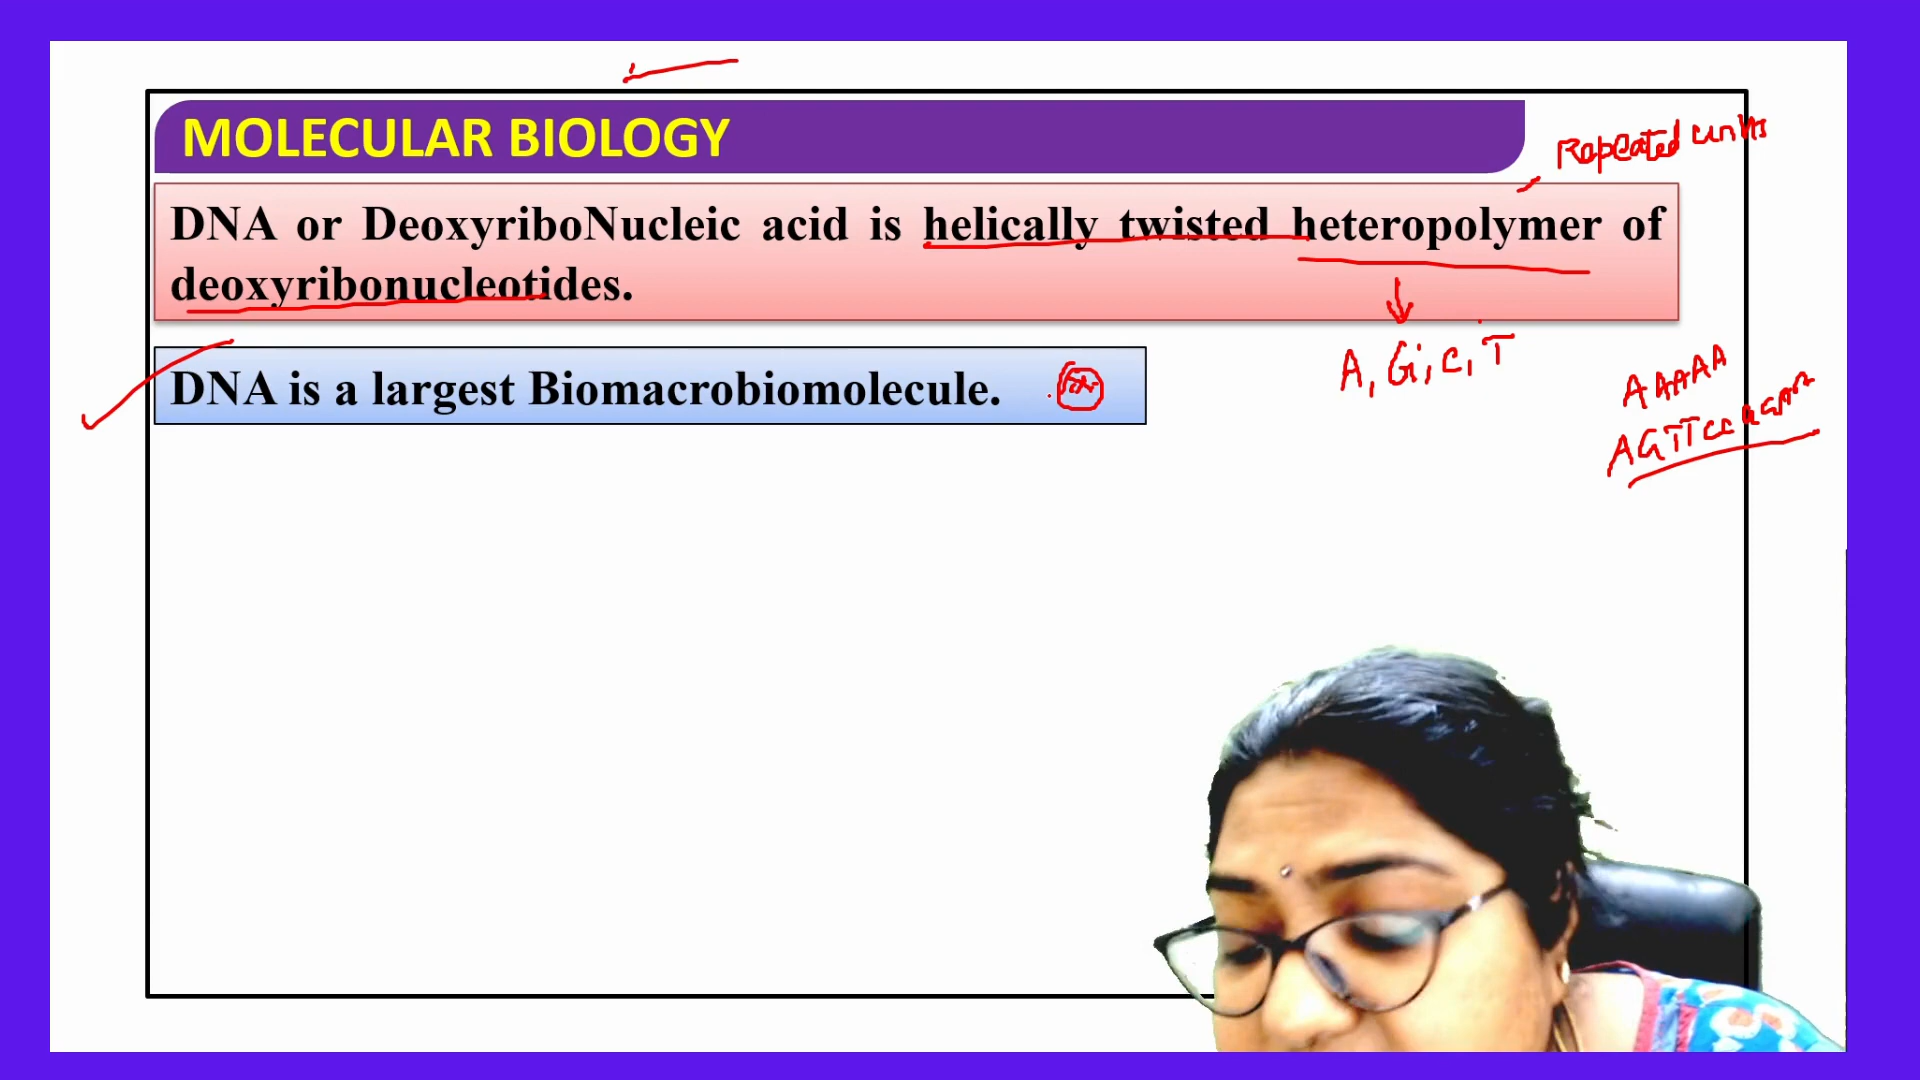 MOLECULAR BIOLOGY
Repeated units
DNA or DeoxyriboNucleic acid is helically twisted heteropolymer of
deoxyribonucleotides.
A, G, C, T
DNA is a largest Biomacrobiomolecule.
AAAAA
AGTTCC